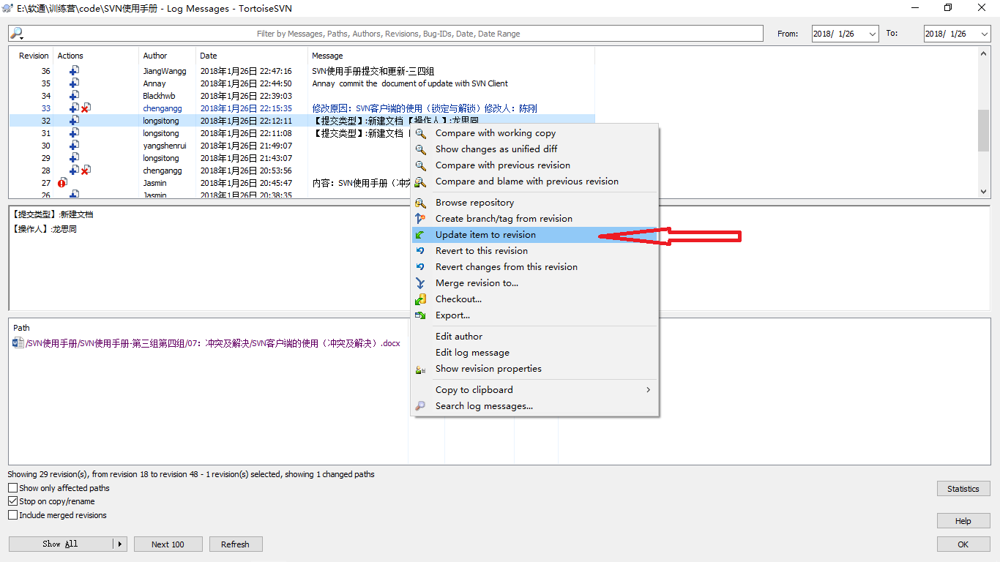 E:\软通\训练营\code\SVN使用手册 - Log Messages - TortoiseSVN
Filter by Messages, Paths, Authors, Revisions, Bug-IDs, Date, Date Range
From: 2018/ 1/26 To: 2018/ 1/26
Revision Actions Author Date Message
36 JiangWangg 2018年1月26日 22:47:16 SVN使用手册提交和更新-三四组
35 Annay 2018年1月26日 22:44:50 Annay commit the document of update with SVN Client
34 Blackhwb 2018年1月26日 22:39:03
33 chengangg 2018年1月26日 22:15:35 修改原因：SVN客户端的使用（锁定与解锁）修改人：陈刚
32 longsitong 2018年1月26日 22:12:11 【提交类型】:新建文档【操作人】:龙思同
31 longsitong 2018年1月26日 22:11:08 【提交类型】:新建文档
30 yangshenrui 2018年1月26日 21:49:07
29 longsitong 2018年1月26日 21:43:07
28 chengangg 2018年1月26日 20:53:56
27 Jasmin 2018年1月26日 20:45:47 内容：SVN使用手册（冲突
26 Jasmin 2018年1月26日 20:38:35
Compare with working copy
Show changes as unified diff
Compare with previous revision
Compare and blame with previous revision
Browse repository
Create branch/tag from revision
Update item to revision
Revert to this revision
Revert changes from this revision
Merge revision to...
Checkout...
Export...
Edit author
Edit log message
Show revision properties
Copy to clipboard
Search log messages...
【提交类型】:新建文档
【操作人】:龙思同
Path
/SVN使用手册/SVN使用手册-第三组第四组/07：冲突及解决/SVN客户端的使用（冲突及解决）.docx
Showing 29 revision(s), from revision 18 to revision 48 - 1 revision(s) selected, showing 1 changed paths
Show only affected paths
Stop on copy/rename
Include merged revisions
Statistics
Help
Show All Next 100 Refresh OK